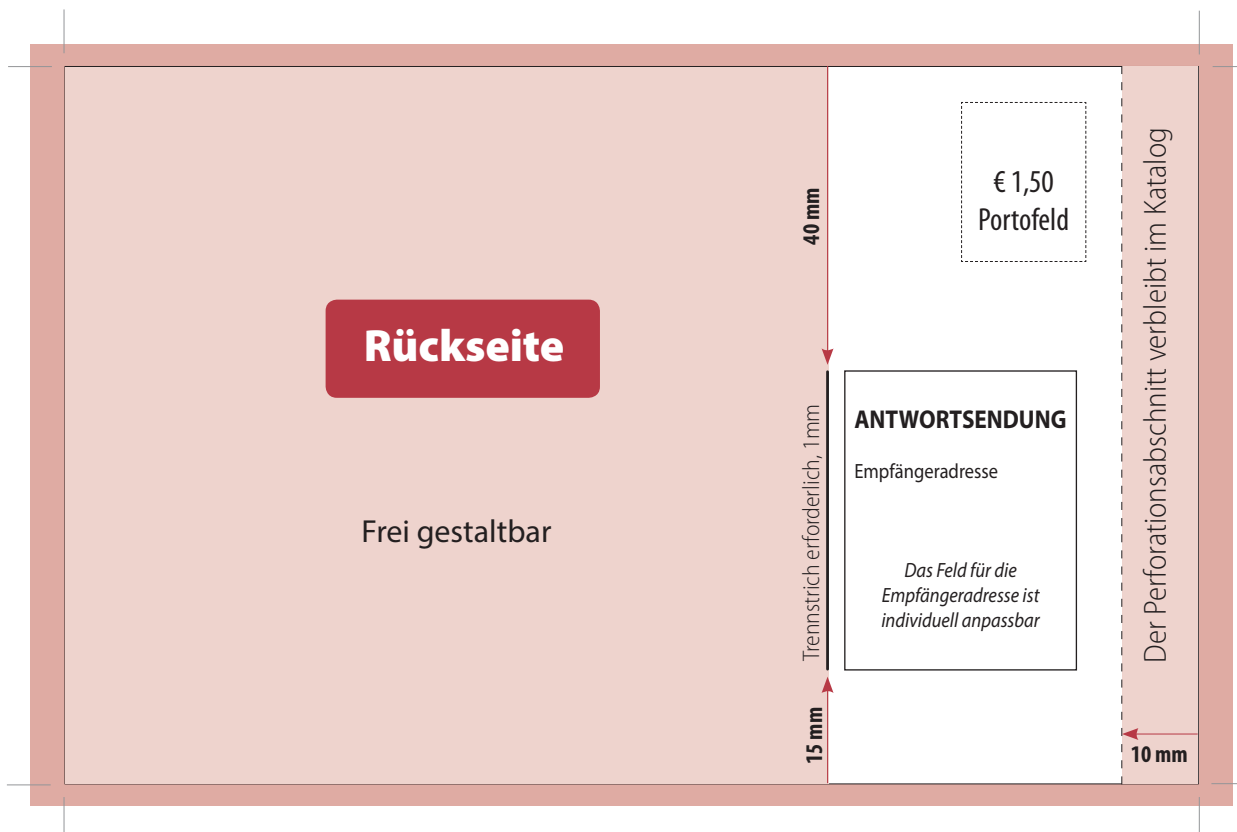 Rückseite
Frei gestaltbar
40 mm
Trennstrich erforderlich, 1mm
15 mm
€ 1,50
Portofeld
ANTWORTSENDUNG
Empfängeradresse
Das Feld für die
Empfängeradresse ist
individuell anpassbar
Der Perforationsabschnitt verbleibt im Katalog
10 mm